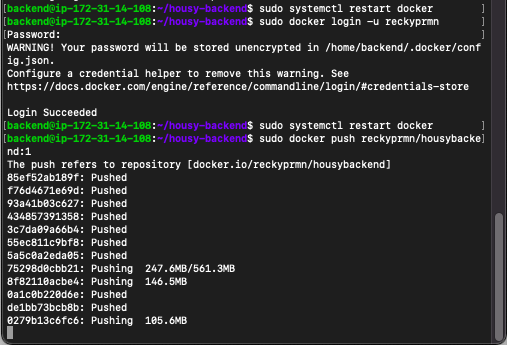 [backend@ip-172-31-14-108:~/housy-backend$ sudo systemctl restart docker ]
[backend@ip-172-31-14-108:~/housy-backend$ sudo docker login -u reckyprmn ]
[Password: ]
WARNING! Your password will be stored unencrypted in /home/backend/.docker/conf
ig.json.
Configure a credential helper to remove this warning. See
https://docs.docker.com/engine/reference/commandline/login/#credentials-store
Login Succeeded
[backend@ip-172-31-14-108:~/housy-backend$ sudo systemctl restart docker ]
[backend@ip-172-31-14-108:~/housy-backend$ sudo docker push reckyprmn/housybacke]
nd:1
The push refers to repository [docker.io/reckyprmn/housybackend]
85ef52ab189f: Pushed
f76d4671e69d: Pushed
93a41b03c627: Pushed
434857391358: Pushed
3c7da09a66b4: Pushed
55ec811c9bf8: Pushed
5a5c0a2eda05: Pushed
75298d0cbb21: Pushing 247.6MB/561.3MB
8f82110acbe4: Pushing 146.5MB
0a1c0b220d6e: Pushed
de1bb73bcb8b: Pushed
0279b13c6fc6: Pushing 105.6MB